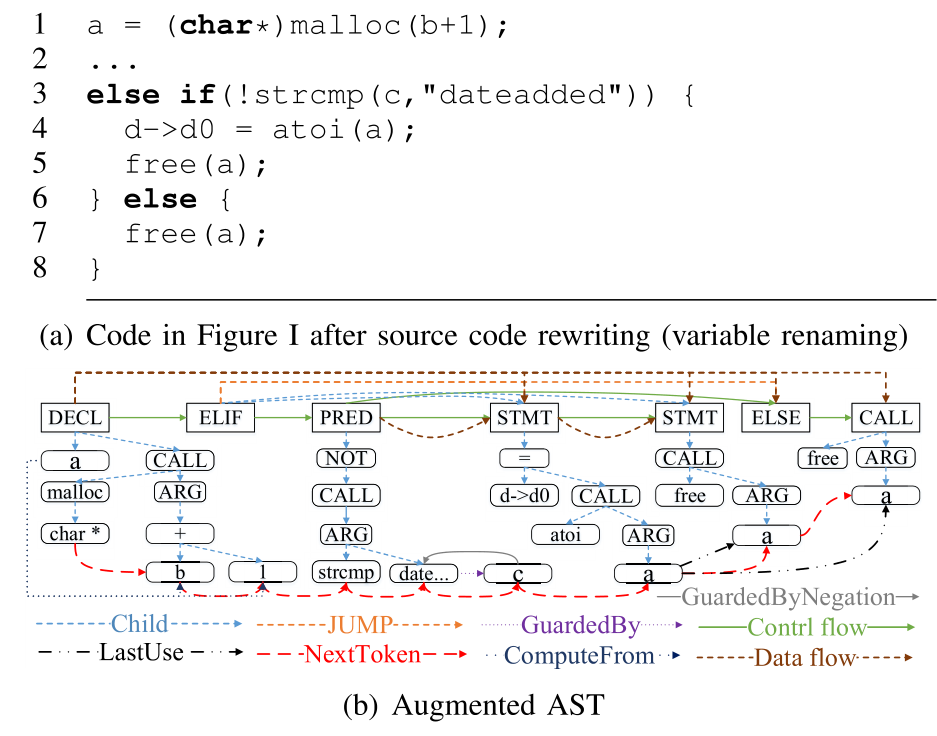 1 a = (char*)malloc(b+1);
2 ...
3 else if(!strcmp(c,"dateadded")) {
4 d->d0 = atoi(a);
5 free(a);
6 } else {
7 free(a);
8 }
(a) Code in Figure I after source code rewriting (variable renaming)
DECL ELIF PRED STMT STMT ELSE CALL
a CALL NOT = CALL free ARG
malloc ARG CALL d->d0 CALL free ARG a
char * + ARG atoi ARG a
b 1 strcmp date... c a
GuardedByNegation
Child JUMP GuardedBy Contrl flow
LastUse NextToken ComputeFrom Data flow
(b) Augmented AST